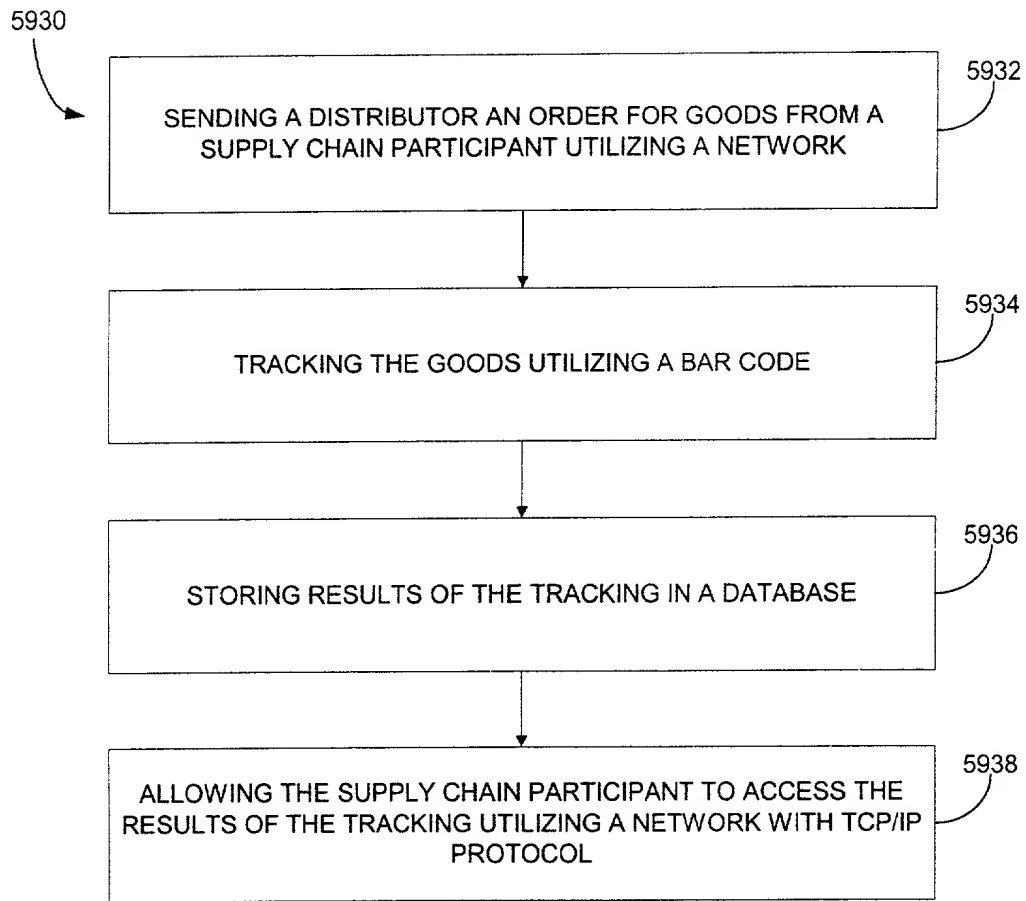 5930
5932
SENDING A DISTRIBUTOR AN ORDER FOR GOODS FROM A
SUPPLY CHAIN PARTICIPANT UTILIZING A NETWORK
5934
TRACKING THE GOODS UTILIZING A BAR CODE
5936
STORING RESULTS OF THE TRACKING IN A DATABASE
5938
ALLOWING THE SUPPLY CHAIN PARTICIPANT TO ACCESS THE
RESULTS OF THE TRACKING UTILIZING A NETWORK WITH TCP/IP
PROTOCOL